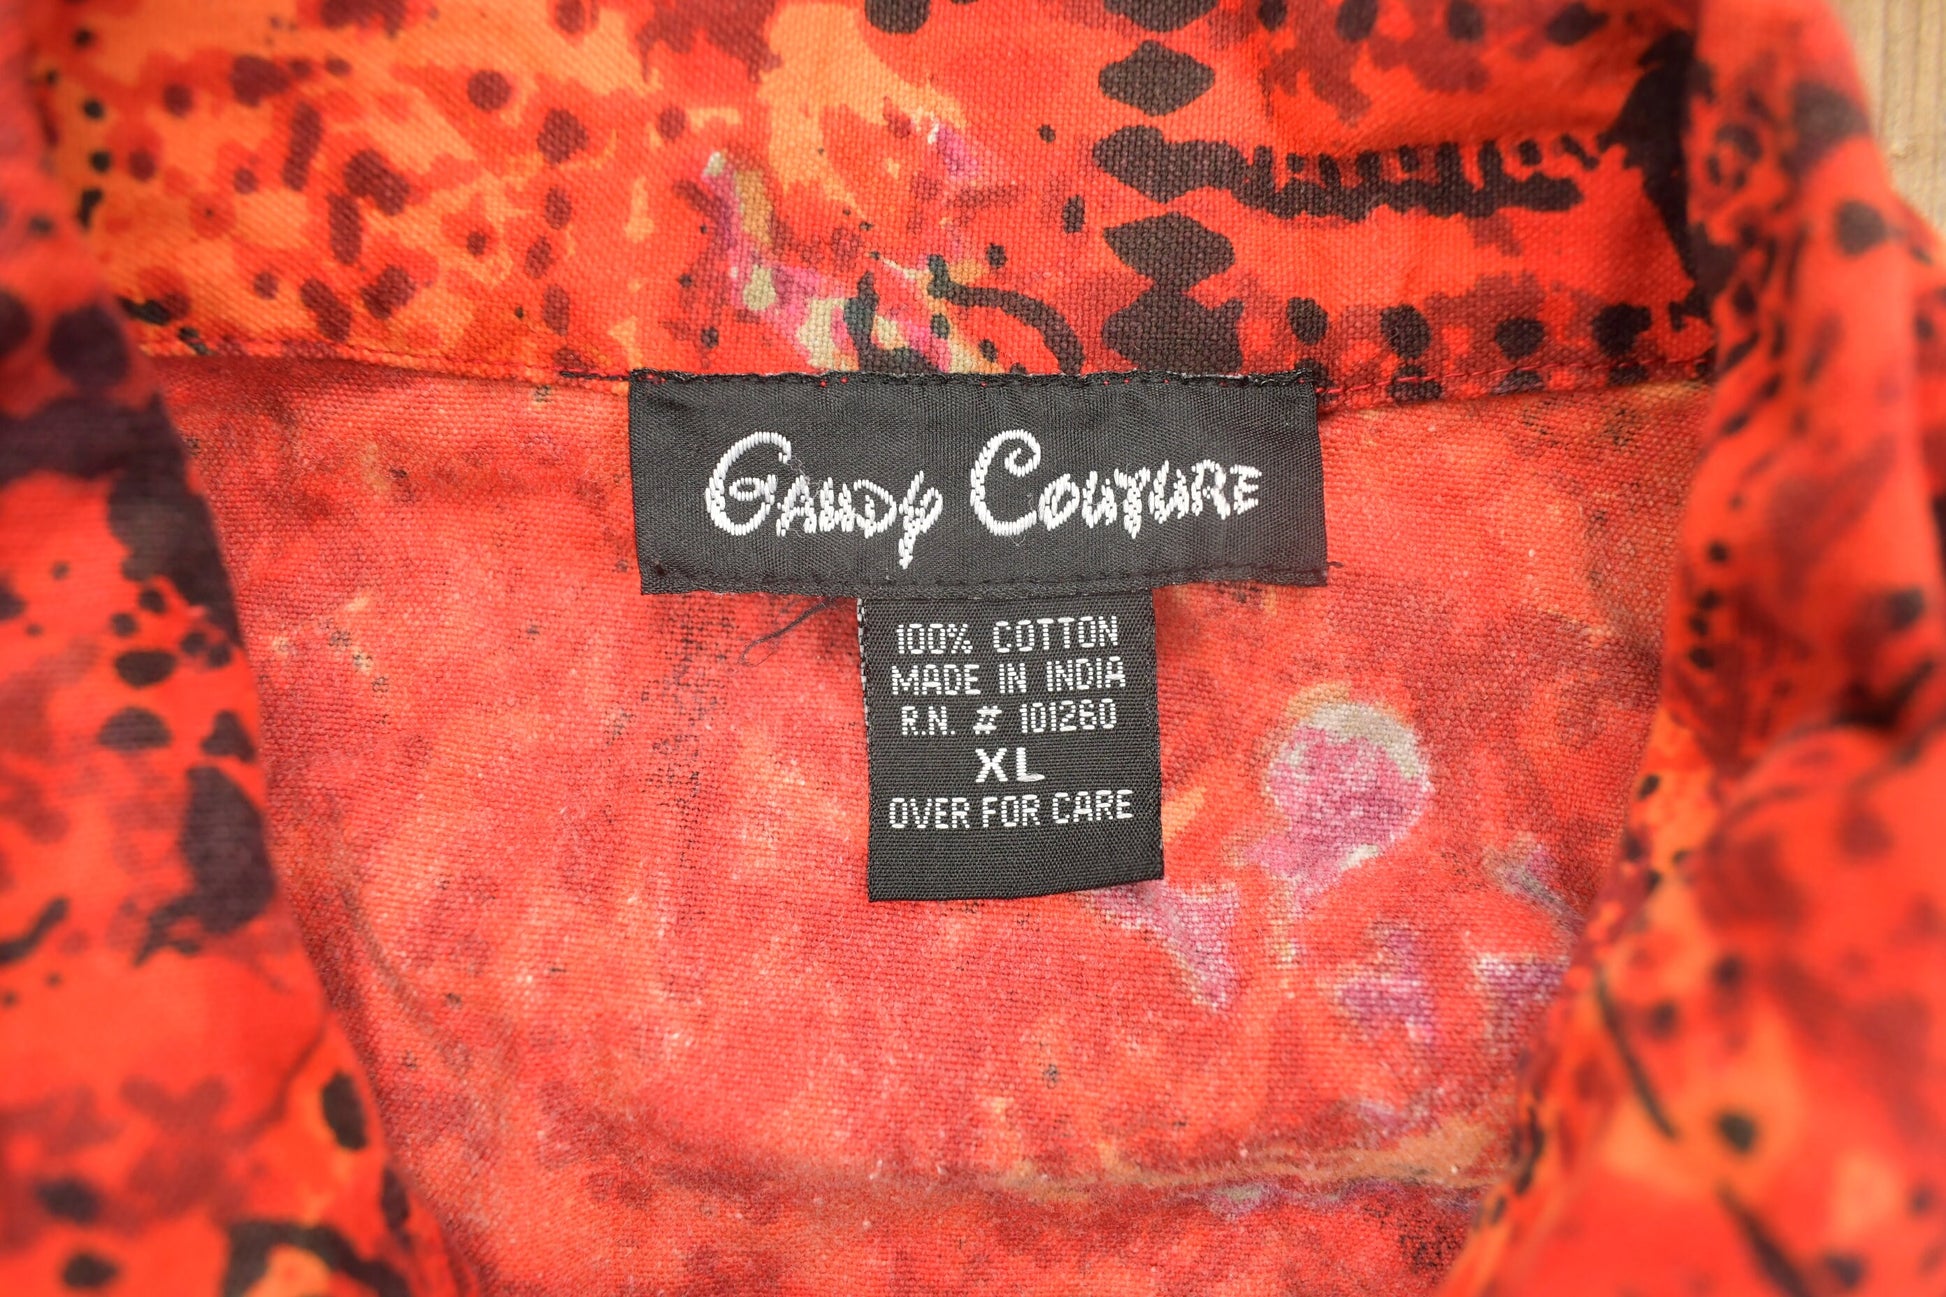 Gaudy Couture
100% COTTON
MADE IN INDIA
R.N. # 101260
XL
OVER FOR CARE